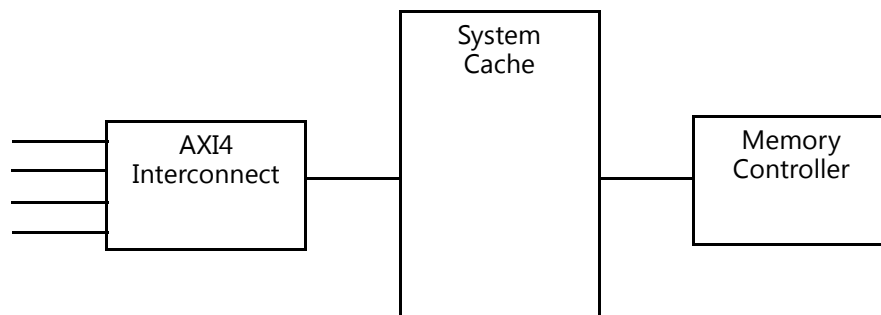 System
Cache
AXI4
Interconnect
Memory
Controller